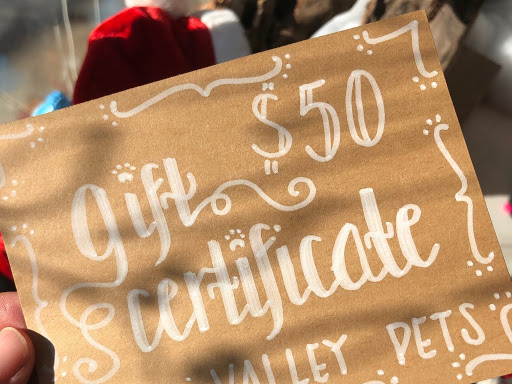 $50
Gift
certificate
VALLEY PETS